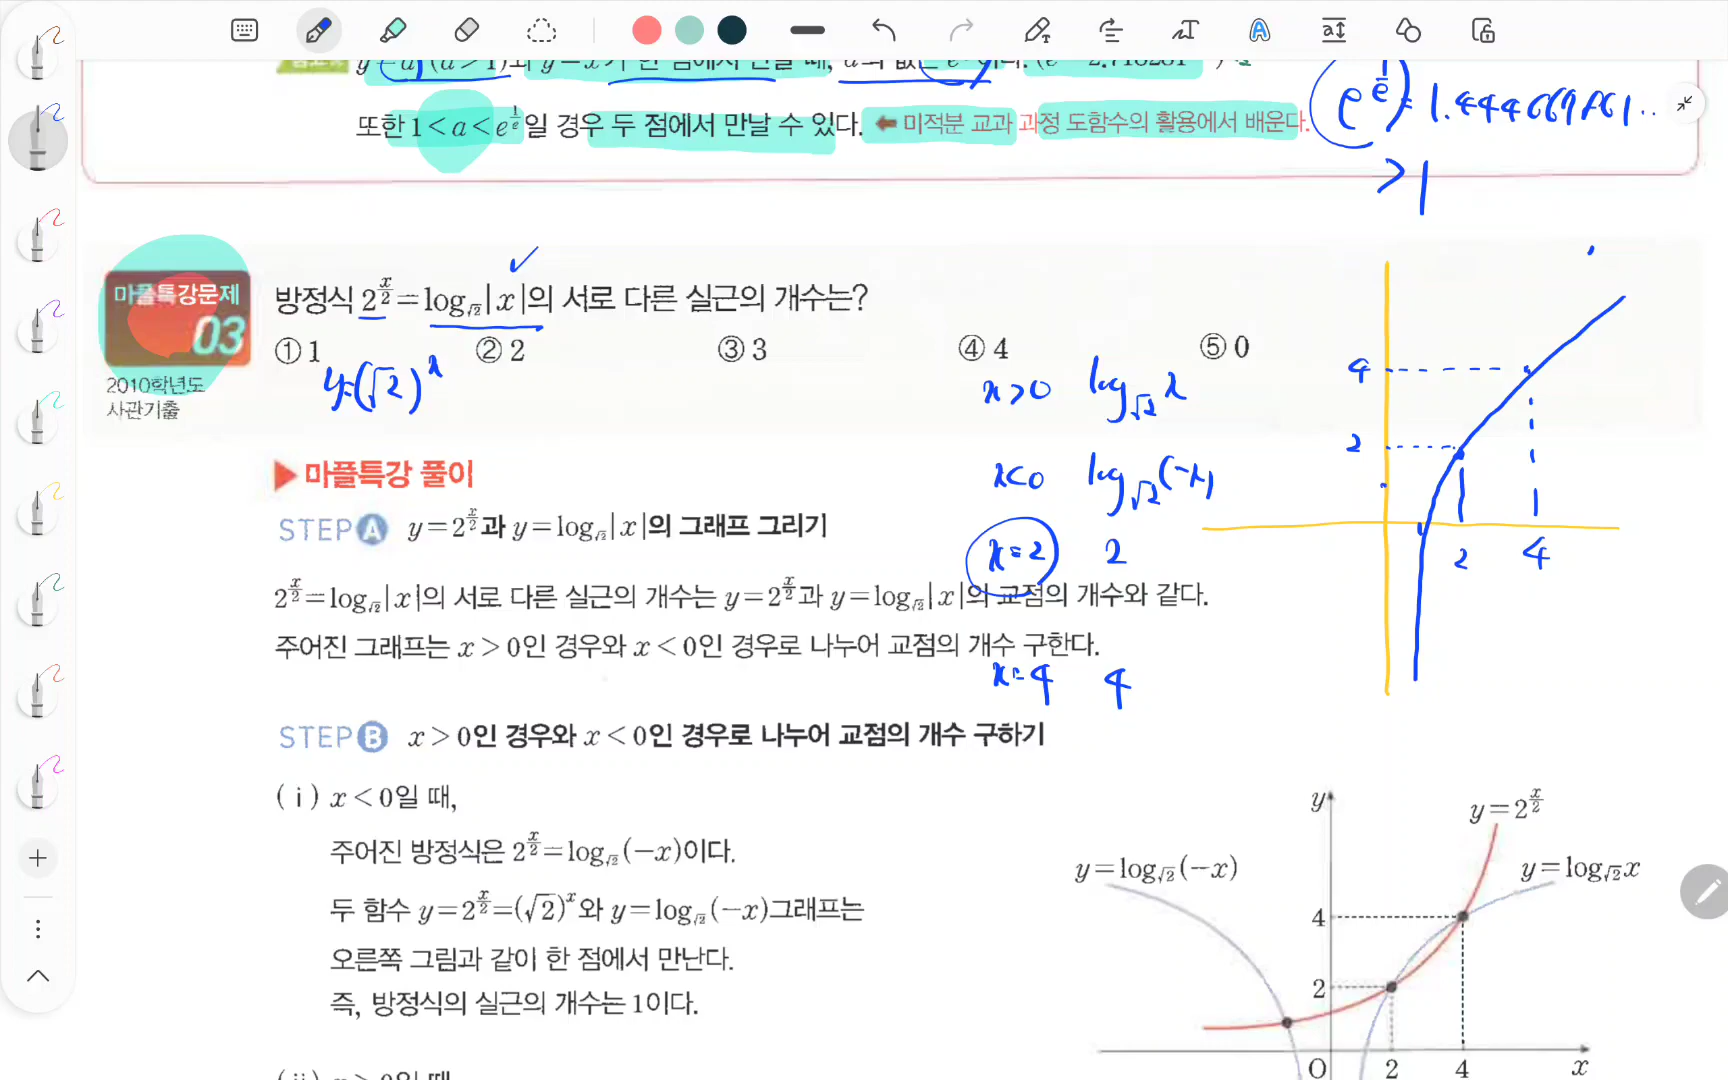 또한 1<a<e^{\frac{1}{e}}일 경우 두 점에서 만날 수 있다. ← 미적분 교과 과정 도함수의 활용에서 배운다.
e^{\frac{1}{e}}=1.444667861...
>1
마플특강문제
03
2010학년도
사관기출
방정식 2^{\frac{x}{2}}=log_{√2}|x|의 서로 다른 실근의 개수는?
① 1 ② 2 ③ 3 ④ 4 ⑤ 0
y=(√2)^x
x>0 log_{√2}x
x<0 log_{√2}(-x)
x=2 2
x=4 4
4
2
2 4
▶ 마플특강 풀이
STEP A y=2^{\frac{x}{2}}과 y=log_{√2}|x|의 그래프 그리기
2^{\frac{x}{2}}=log_{√2}|x|의 서로 다른 실근의 개수는 y=2^{\frac{x}{2}}과 y=log_{√2}|x|의 교점의 개수와 같다.
주어진 그래프는 x>0인 경우와 x<0인 경우로 나누어 교점의 개수 구한다.
STEP B x>0인 경우와 x<0인 경우로 나누어 교점의 개수 구하기
(ⅰ) x<0일 때,
주어진 방정식은 2^{\frac{x}{2}}=log_{√2}(-x)이다.
두 함수 y=2^{\frac{x}{2}}=(√2)^x와 y=log_{√2}(-x)그래프는
오른쪽 그림과 같이 한 점에서 만난다.
즉, 방정식의 실근의 개수는 1이다.
y
y=2^{\frac{x}{2}}
y=log_{√2}(-x)
y=log_{√2}x
4
2
O 2 4 x